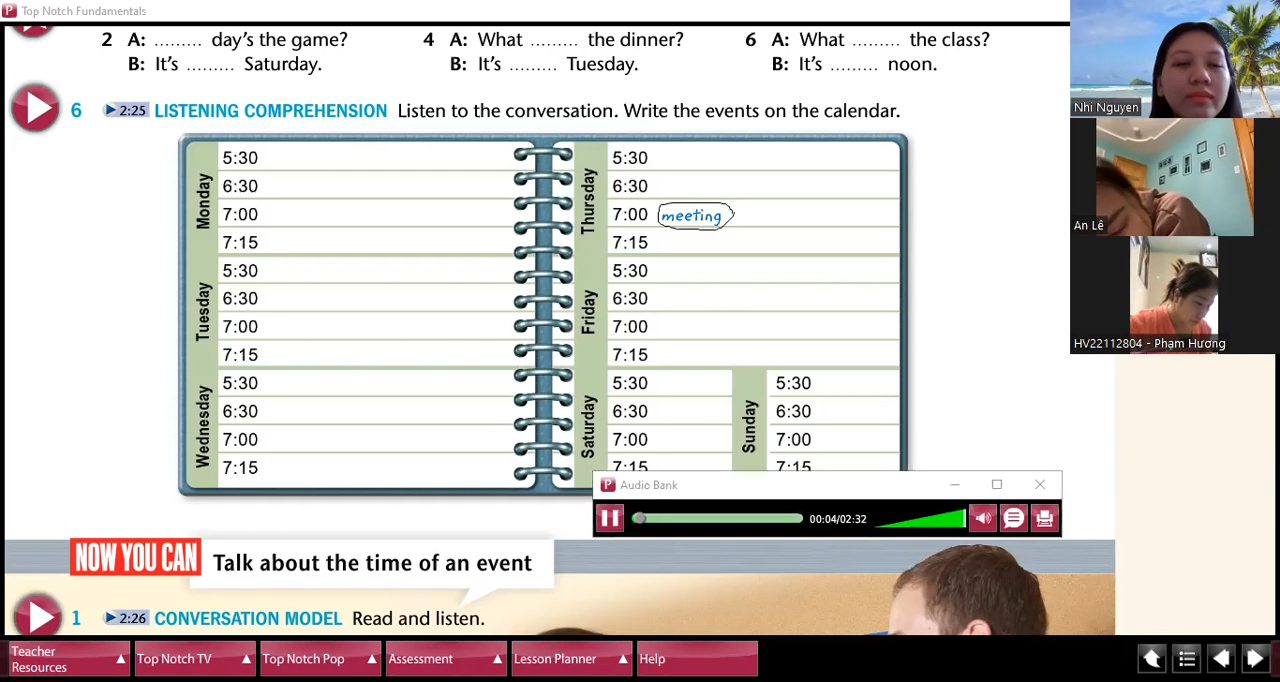 Top Notch Fundamentals
2 A: ......... day's the game?
B: It's ......... Saturday.
4 A: What ......... the dinner?
B: It's ......... Tuesday.
6 A: What ......... the class?
B: It's ......... noon.
6 2:25 LISTENING COMPREHENSION Listen to the conversation. Write the events on the calendar.
Monday
5:30
6:30
7:00
7:15
Tuesday
5:30
6:30
7:00
7:15
Wednesday
5:30
6:30
7:00
7:15
Thursday
5:30
6:30
7:00 meeting
7:15
Friday
5:30
6:30
7:00
7:15
Saturday
5:30
6:30
7:00
7:15
Sunday
5:30
6:30
7:00
7:15
Audio Bank
00:04/02:32
NOW YOU CAN Talk about the time of an event
1 2:26 CONVERSATION MODEL Read and listen.
Teacher
Resources
Top Notch TV
Top Notch Pop
Assessment
Lesson Planner
Help
Nhi Nguyen
An Lê
HV22112804 - Phạm Hương